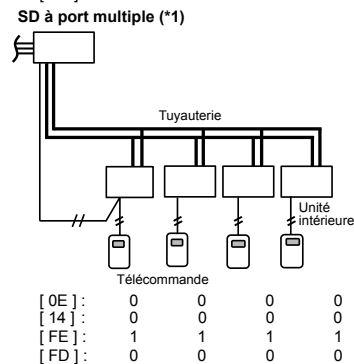 SD à port multiple (*1)
Tuyauterie
Unité
intérieure
Télécommande
[ 0E ] : 0 0 0 0
[ 14 ] : 0 0 0 0
[ FE ] : 1 1 1 1
[ FD ] : 0 0 0 0